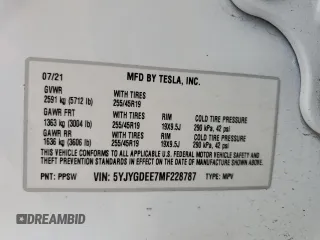 07/21 MFD BY TESLA, INC.
GVWR WITH TIRES
2591 kg (5712 lb) 255/45R19
GAWR FRT WITH TIRES RIM COLD TIRE PRESSURE
1363 kg (3004 lb) 255/45R19 19X9.5J 290 kPa, 42 psi
GAWR RR WITH TIRES RIM COLD TIRE PRESSURE
1636 kg (3606 lb) 255/45R19 19X9.5J 290 kPa, 42 psi
THIS VEHICLE CONFORMS TO ALL APPLICABLE U.S. FEDERAL MOTOR VEHICLE SAFETY
AND THEFT PREVENTION STANDARDS IN EFFECT ON THE DATE OF MANUFACTURE SHOWN ABOVE.
PNT: PPSW VIN: 5YJYGDEE7MF228787 TYPE: MPV
DREAMBID
DREAMBID.COM